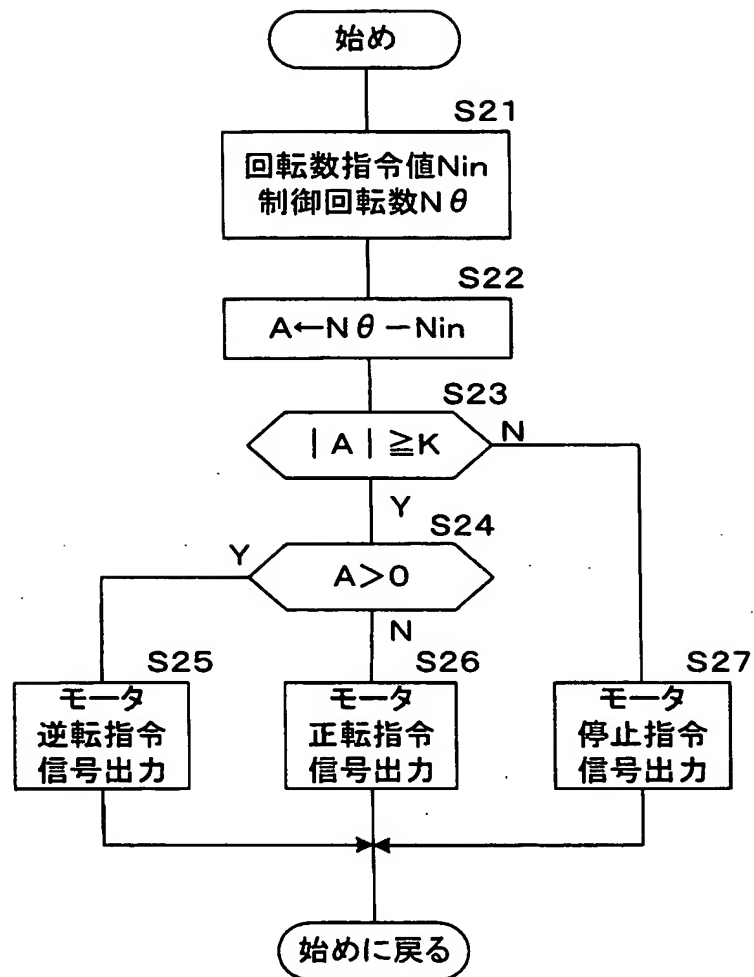 始め
S21
回転数指令値Nin
制御回転数Nθ
S22
A←Nθ-Nin
S23
|A|≧K
N
Y
S24
A>0
Y
N
S25
モータ
逆転指令
信号出力
S26
モータ
正転指令
信号出力
S27
モータ
停止指令
信号出力
始めに戻る